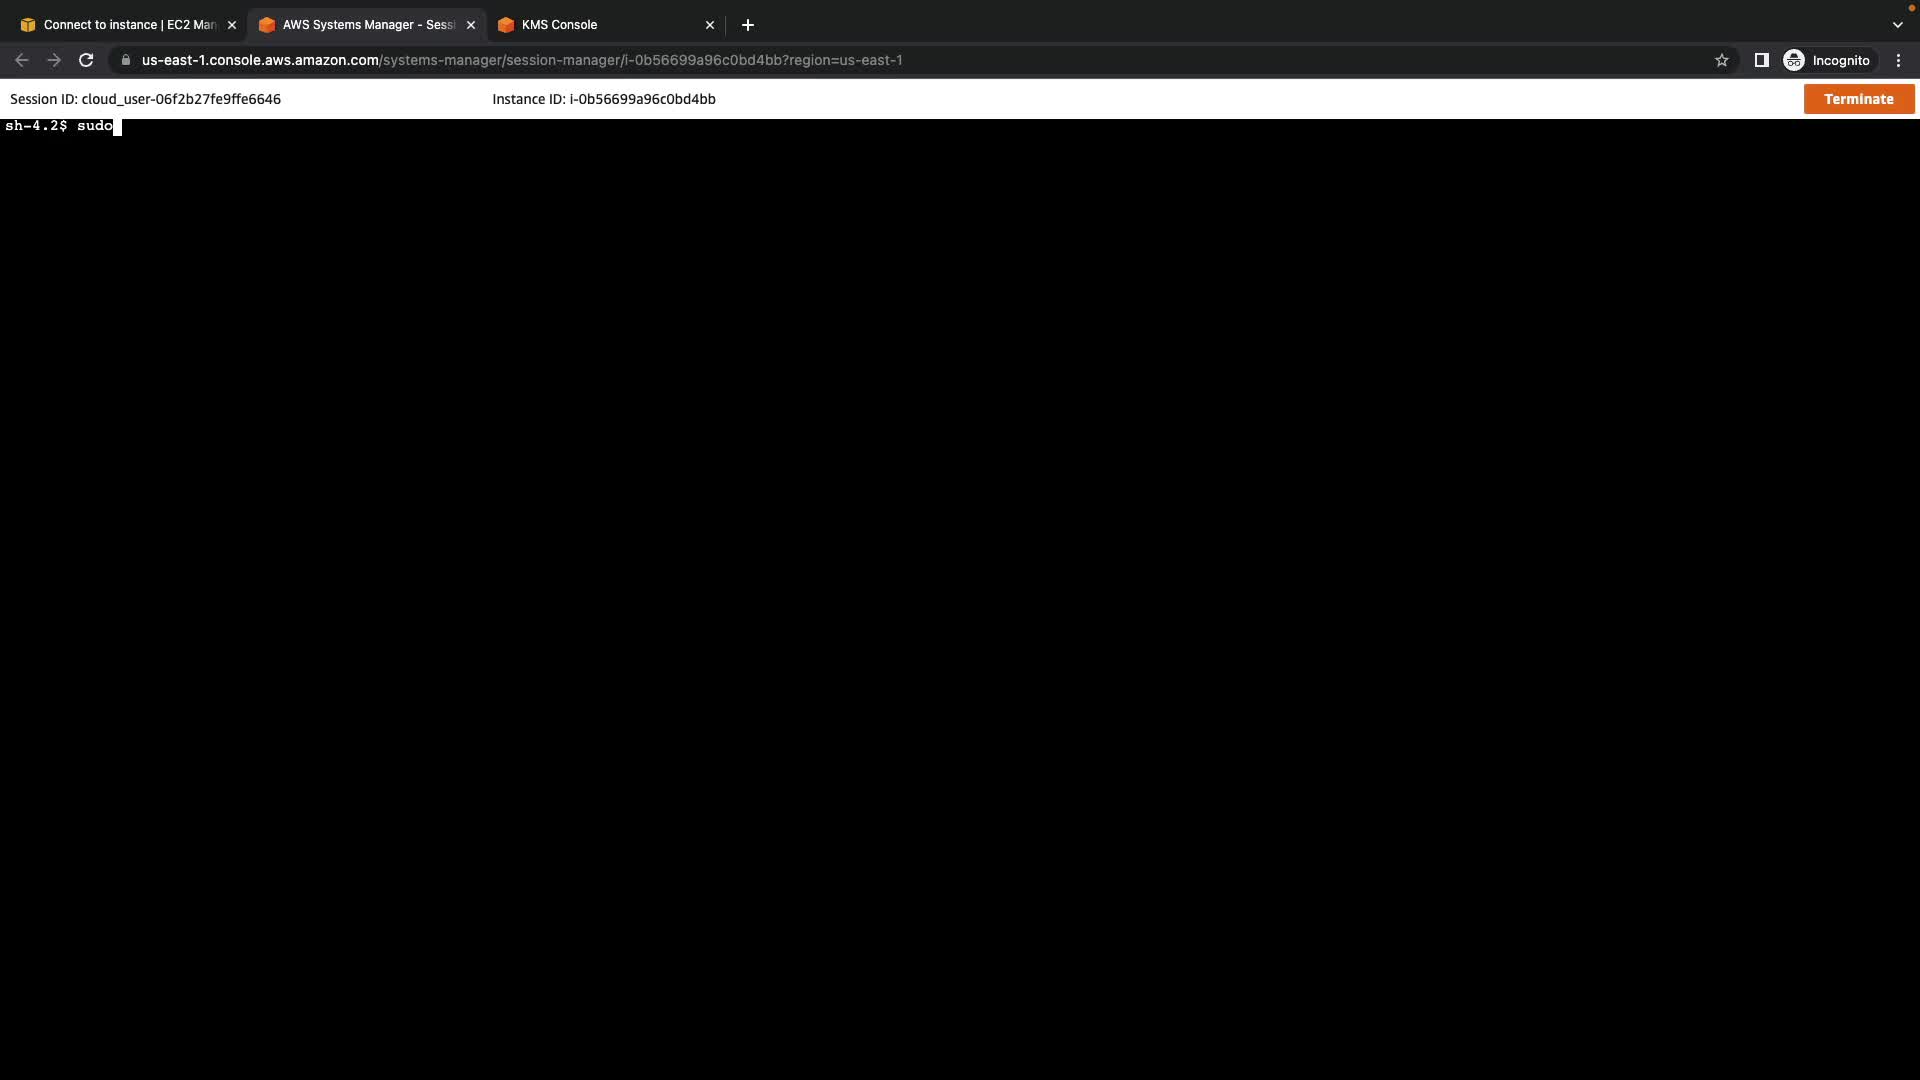 Connect to instance | EC2 Man
AWS Systems Manager - Sessi
KMS Console
us-east-1.console.aws.amazon.com/systems-manager/session-manager/i-0b56699a96c0bd4bb?region=us-east-1
Incognito
Session ID: cloud_user-06f2b27fe9ffe6646
Instance ID: i-0b56699a96c0bd4bb
Terminate
sh-4.2$ sudo